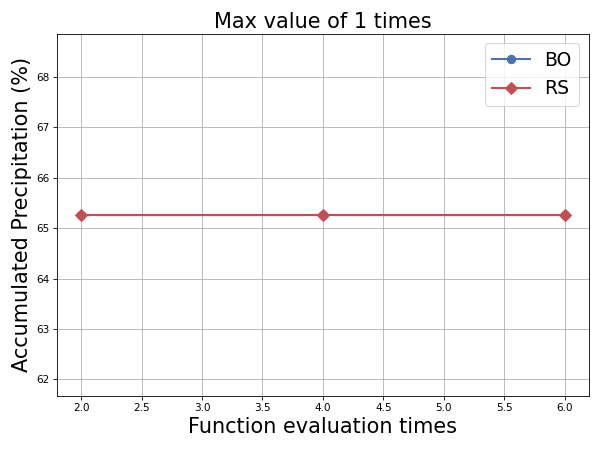 Max value of 1 times
BO
RS
Accumulated Precipitation (%)
68
67
66
65
64
63
62
2.0 2.5 3.0 3.5 4.0 4.5 5.0 5.5 6.0
Function evaluation times